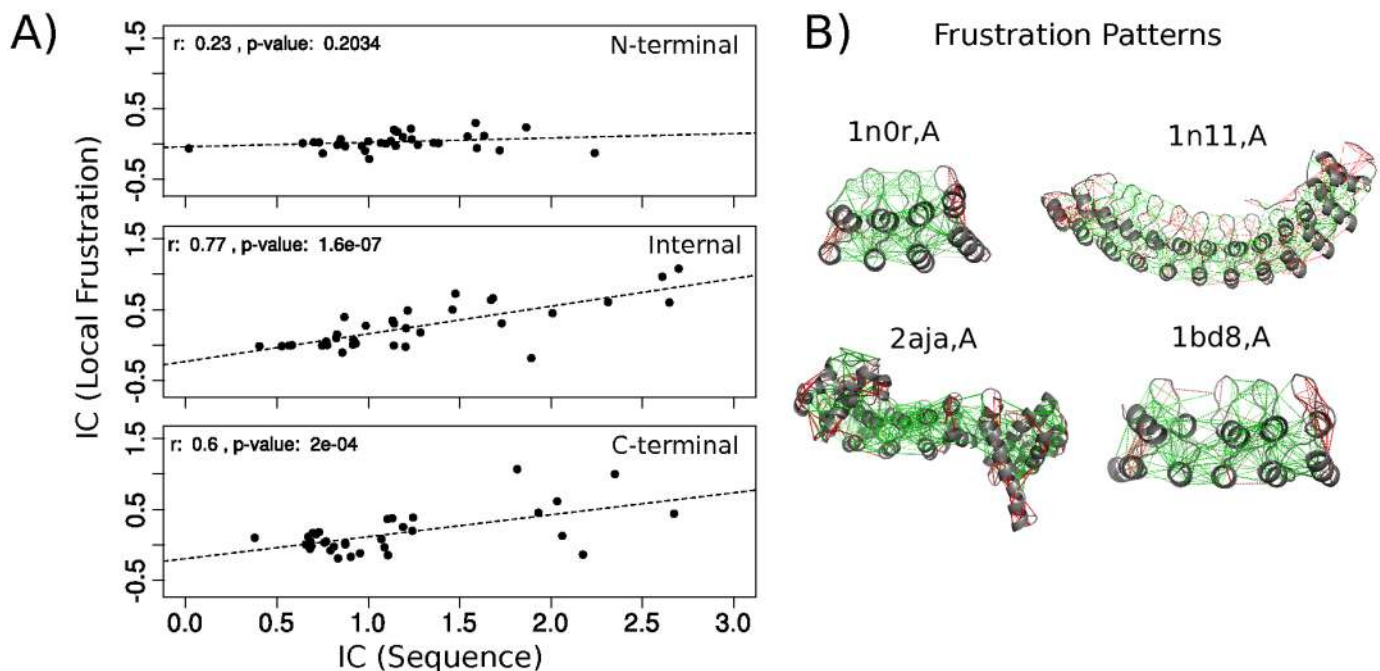 A)
r: 0.23 , p-value: 0.2034
N-terminal
1.5
0.5
-0.5
r: 0.77 , p-value: 1.6e-07
Internal
1.5
0.5
-0.5
r: 0.6 , p-value: 2e-04
C-terminal
1.5
0.5
-0.5
IC (Local Frustration)
0.0 0.5 1.0 1.5 2.0 2.5 3.0
IC (Sequence)
B) Frustration Patterns
1n0r,A
1n11,A
2aja,A
1bd8,A